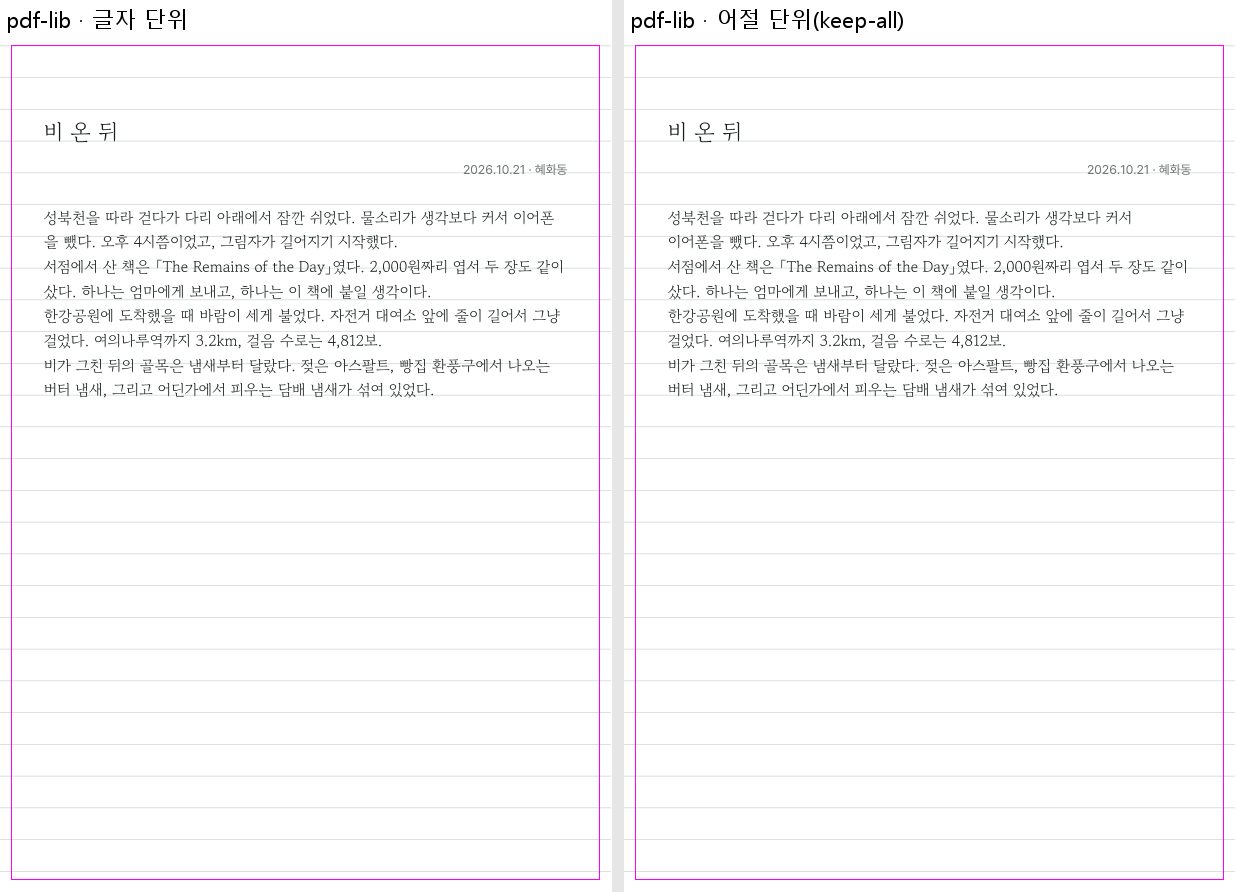 pdf-lib · 글자 단위
비 온 뒤
2026.10.21 · 혜화동
성북천을 따라 걷다가 다리 아래에서 잠깐 쉬었다. 물소리가 생각보다 커서 이어폰
을 뺐다. 오후 4시쯤이었고, 그림자가 길어지기 시작했다.
서점에서 산 책은 「The Remains of the Day」였다. 2,000원짜리 엽서 두 장도 같이
샀다. 하나는 엄마에게 보내고, 하나는 이 책에 붙일 생각이다.
한강공원에 도착했을 때 바람이 세게 불었다. 자전거 대여소 앞에 줄이 길어서 그냥
걸었다. 여의나루역까지 3.2km, 걸음 수로는 4,812보.
비가 그친 뒤의 골목은 냄새부터 달랐다. 젖은 아스팔트, 빵집 환풍구에서 나오는
버터 냄새, 그리고 어딘가에서 피우는 담배 냄새가 섞여 있었다.
pdf-lib · 어절 단위(keep-all)
비 온 뒤
2026.10.21 · 혜화동
성북천을 따라 걷다가 다리 아래에서 잠깐 쉬었다. 물소리가 생각보다 커서
이어폰을 뺐다. 오후 4시쯤이었고, 그림자가 길어지기 시작했다.
서점에서 산 책은 「The Remains of the Day」였다. 2,000원짜리 엽서 두 장도 같이
샀다. 하나는 엄마에게 보내고, 하나는 이 책에 붙일 생각이다.
한강공원에 도착했을 때 바람이 세게 불었다. 자전거 대여소 앞에 줄이 길어서 그냥
걸었다. 여의나루역까지 3.2km, 걸음 수로는 4,812보.
비가 그친 뒤의 골목은 냄새부터 달랐다. 젖은 아스팔트, 빵집 환풍구에서 나오는
버터 냄새, 그리고 어딘가에서 피우는 담배 냄새가 섞여 있었다.